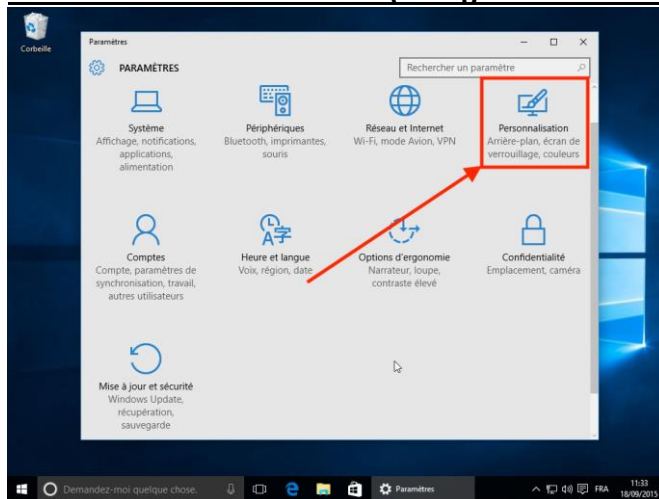 Corbeille
Paramètres
PARAMÈTRES
Rechercher un paramètre
Système
Affichage, notifications,
applications,
alimentation
Périphériques
Bluetooth, imprimantes,
souris
Réseau et Internet
Wi-Fi, mode Avion, VPN
Personnalisation
Arrière-plan, écran de
verrouillage, couleurs
Comptes
Compte, paramètres de
synchronisation, travail,
autres utilisateurs
Heure et langue
Voix, région, date
Options d'ergonomie
Narrateur, loupe,
contraste élevé
Confidentialité
Emplacement, caméra
Mise à jour et sécurité
Windows Update,
récupération,
sauvegarde
Demandez-moi quelque chose.
Paramètres
FRA
11:33
18/09/2015